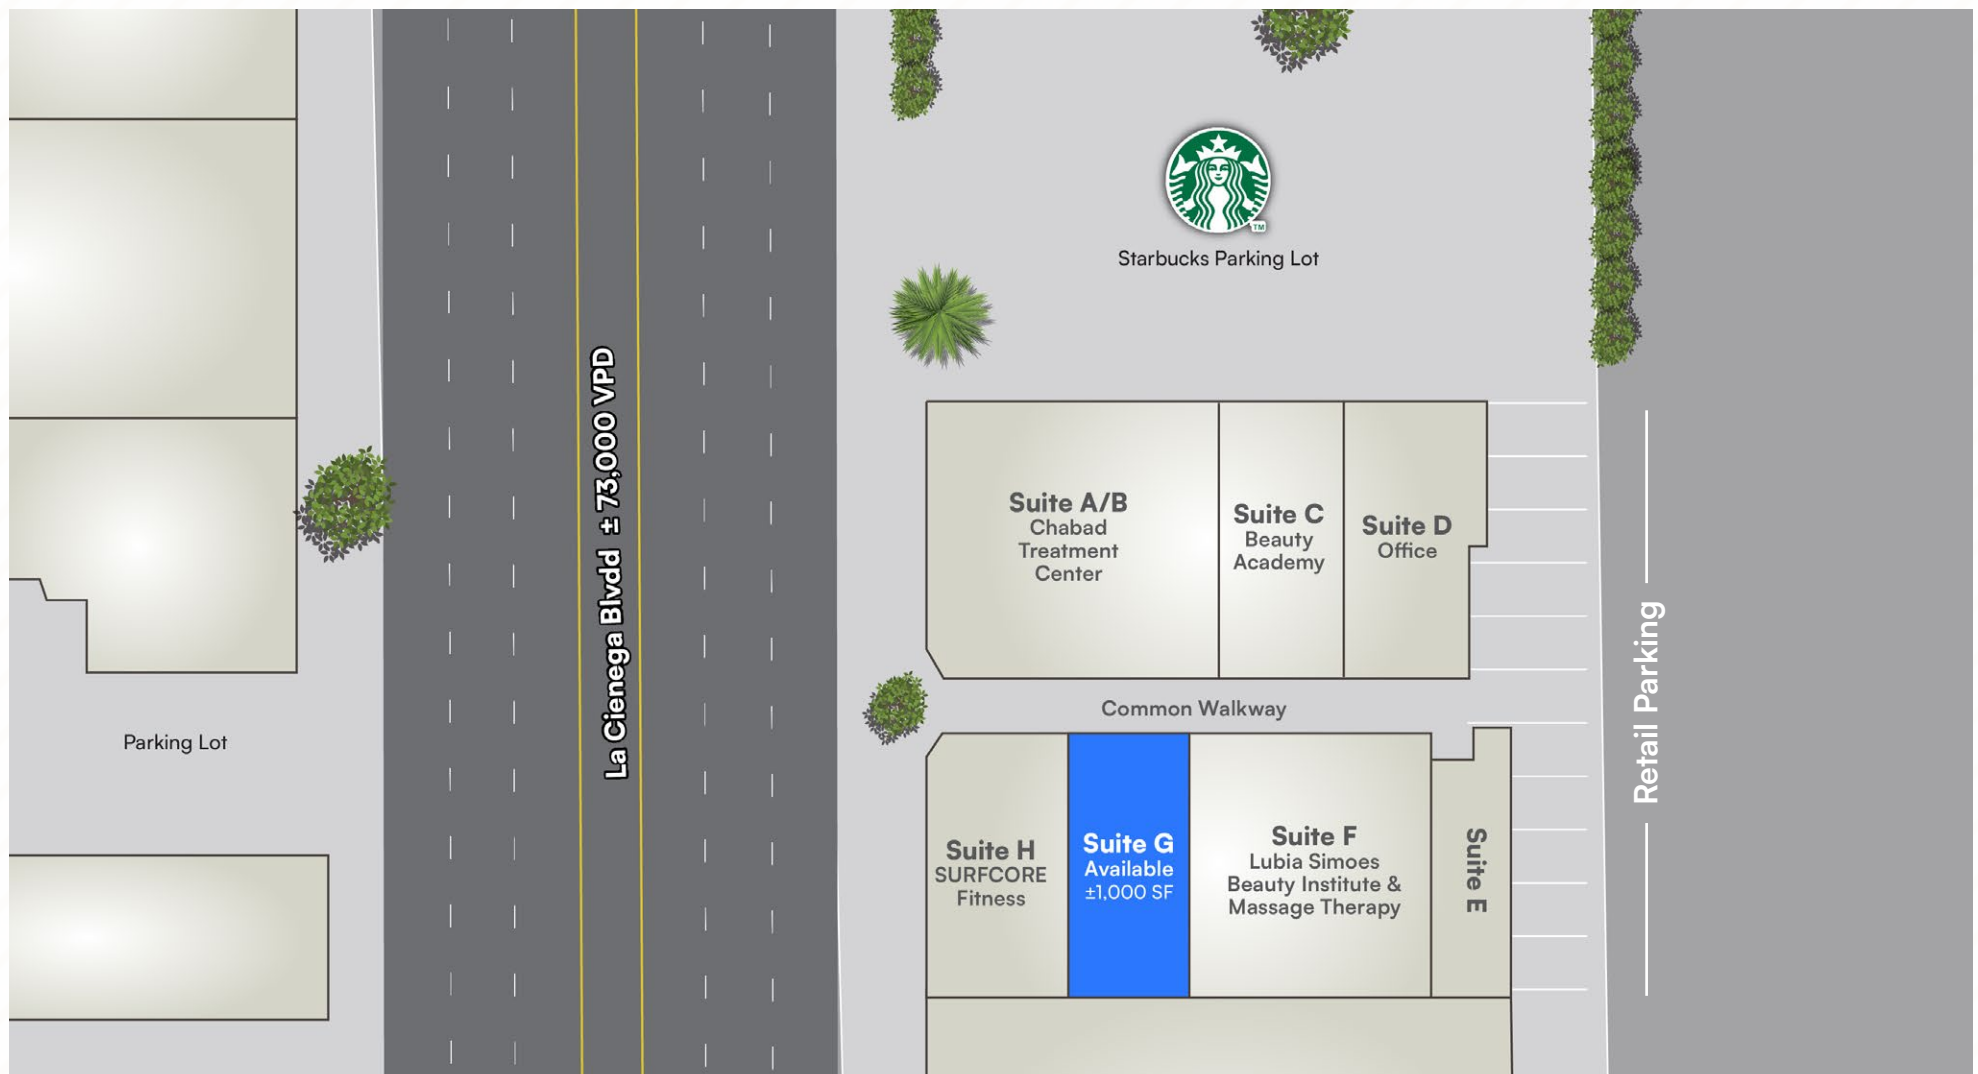 TM
Starbucks Parking Lot
La Cienega Blvdd ± 73,000 VPD
Suite A/B
Chabad
Treatment
Center
Suite C
Beauty
Academy
Suite D
Office
Common Walkway
Retail Parking
Parking Lot
Suite H
SURFCORE
Fitness
Suite G
Available
±1,000 SF
Suite F
Lubia Simoes
Beauty Institute &
Massage Therapy
Suite E